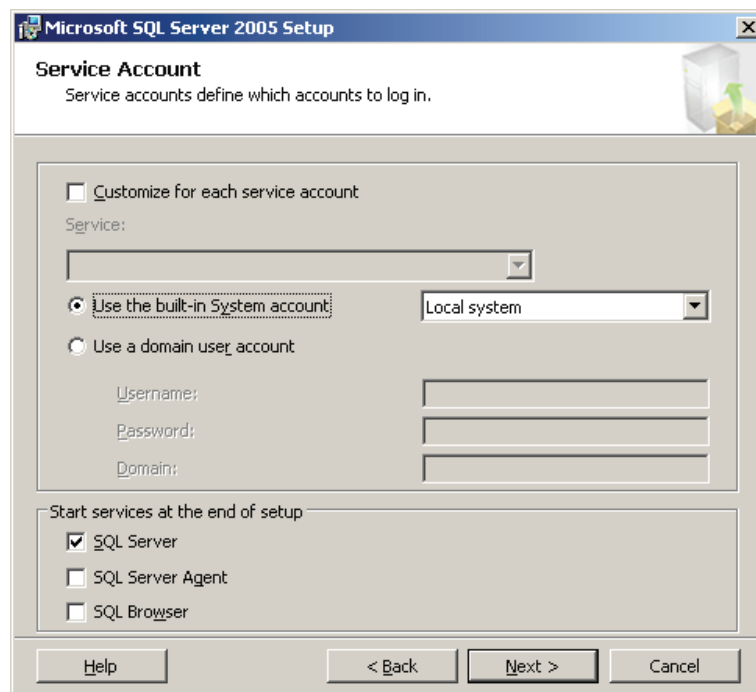 Microsoft SQL Server 2005 Setup
Service Account
Service accounts define which accounts to log in.
Customize for each service account
Service:
Use the built-in System account
Local system
Use a domain user account
Username:
Password:
Domain:
Start services at the end of setup
SQL Server
SQL Server Agent
SQL Browser
Help
< Back
Next >
Cancel